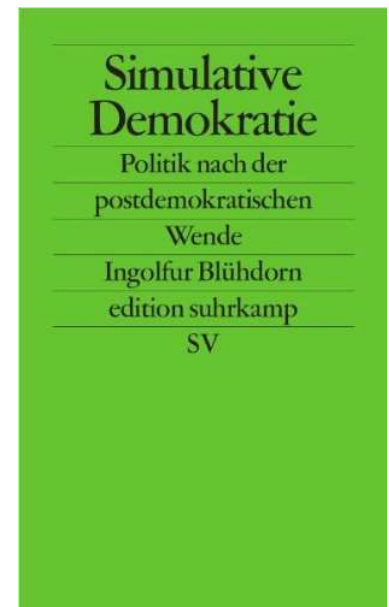 Simulative
Demokratie
Politik nach der
postdemokratischen
Wende
Ingolfur Blühdorn
edition suhrkamp
SV